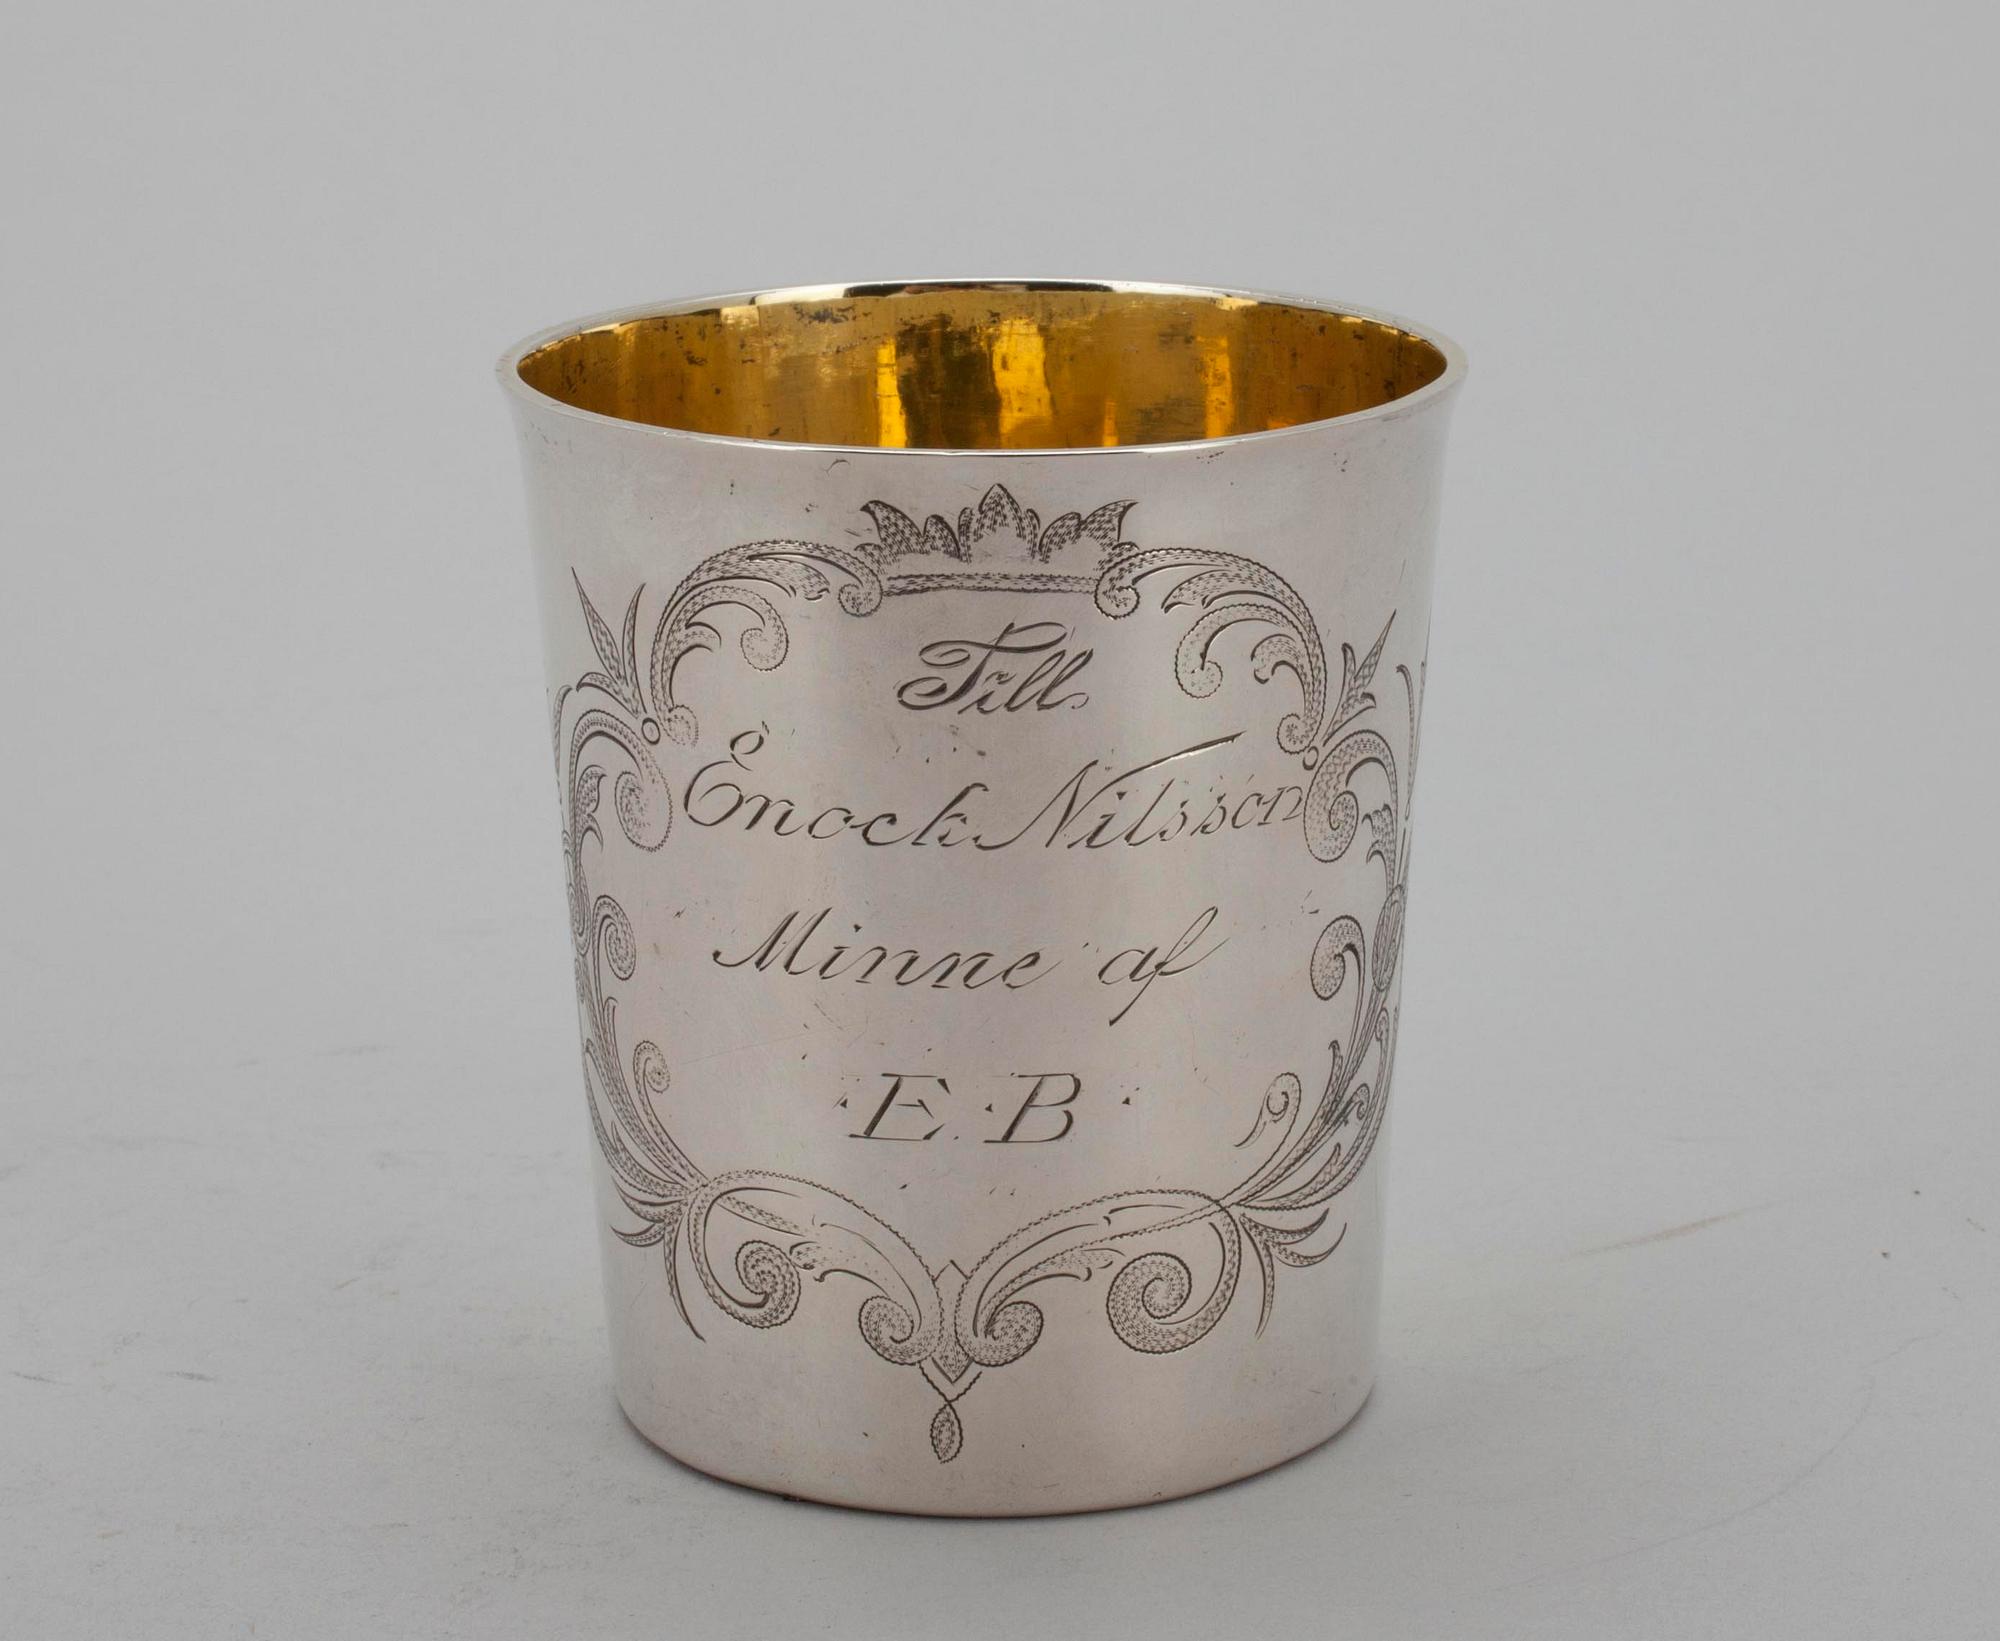 Till
Enock Nilsson
Minne af
E. B.